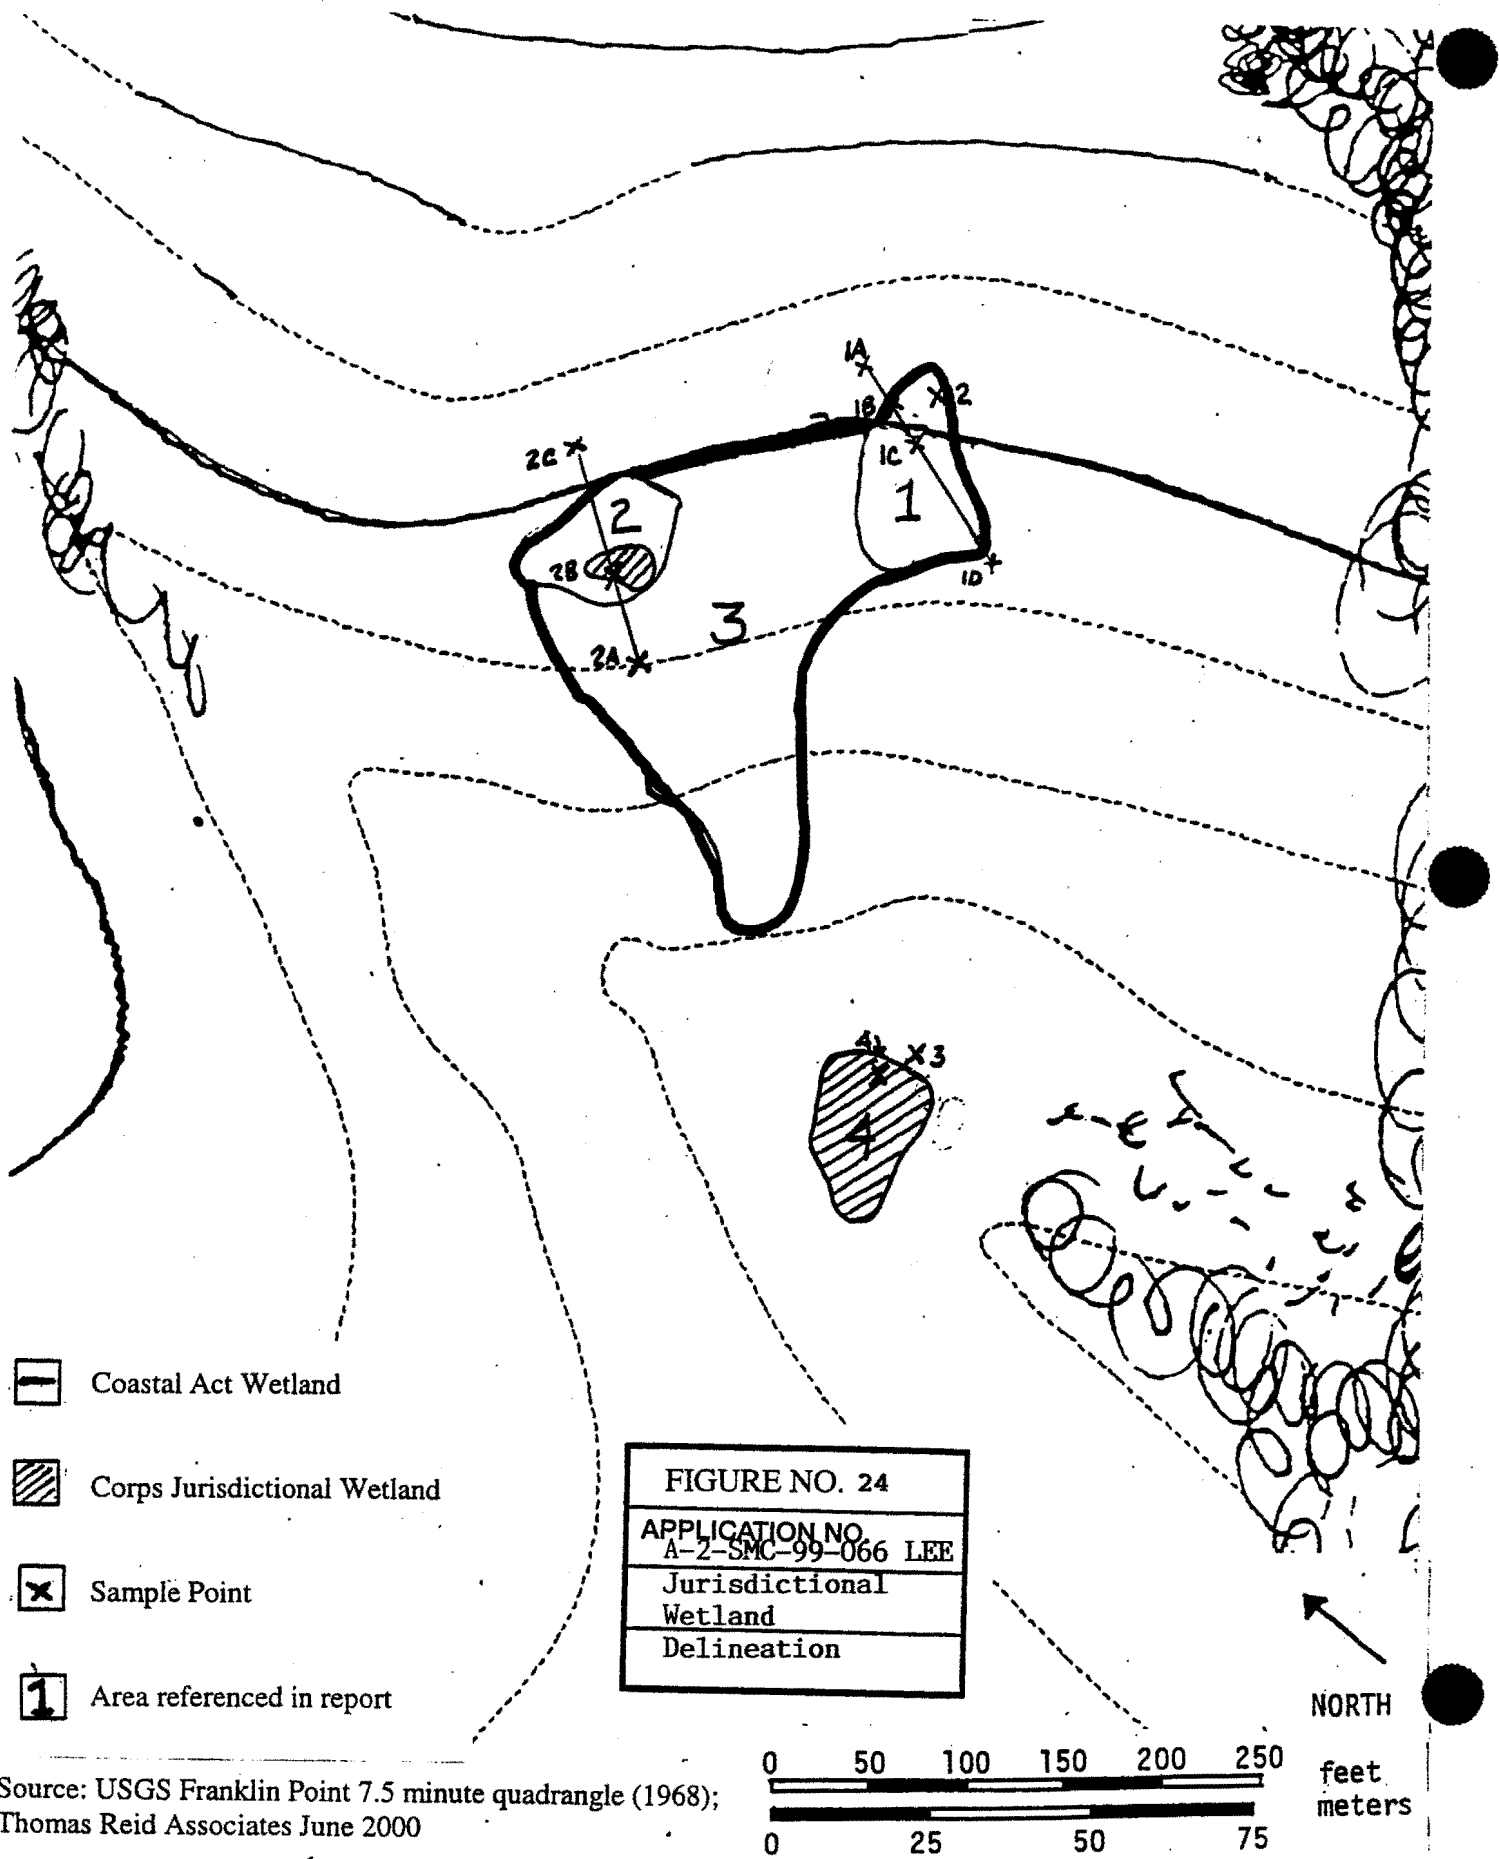 1A
1B
2
2C
1C
1
2
2B
1D
3
2A
4
3
4
Coastal Act Wetland
Corps Jurisdictional Wetland
Sample Point
1 Area referenced in report
FIGURE NO. 24
APPLICATION NO.
A-2-SMC-99-066 LEE
Jurisdictional
Wetland
Delineation
NORTH
0 50 100 150 200 250 feet
meters
0 25 50 75
Source: USGS Franklin Point 7.5 minute quadrangle (1968);
Thomas Reid Associates June 2000